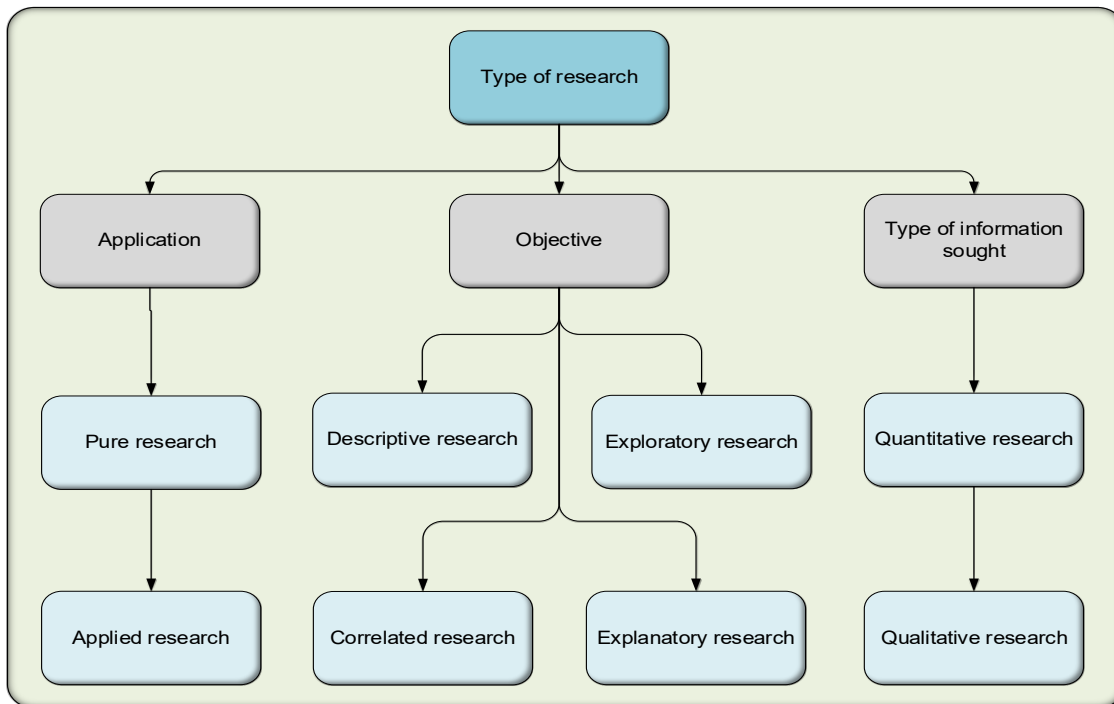 Type of research
Application
Objective
Type of information
sought
Pure research
Descriptive research
Exploratory research
Quantitative research
Applied research
Correlated research
Explanatory research
Qualitative research